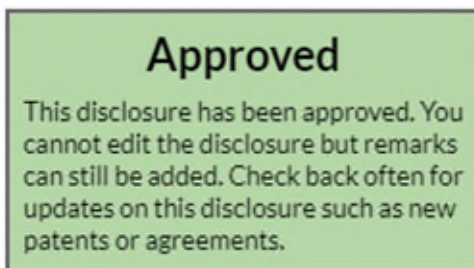 Approved
This disclosure has been approved. You
cannot edit the disclosure but remarks
can still be added. Check back often for
updates on this disclosure such as new
patents or agreements.